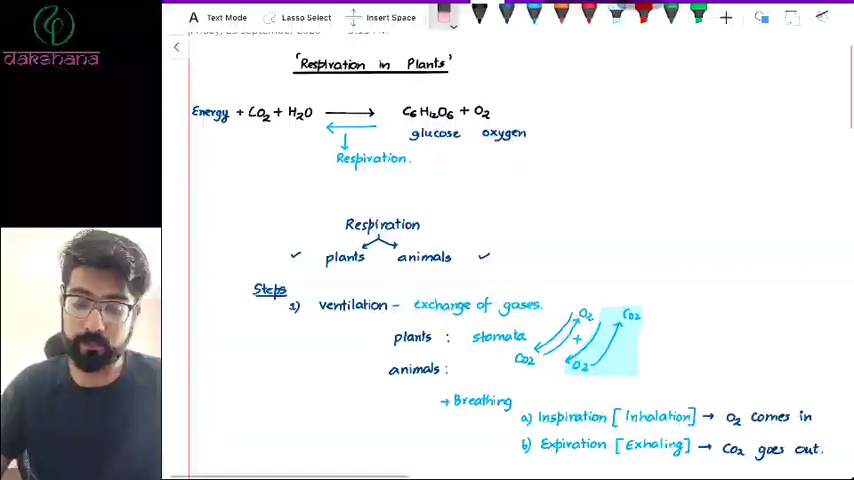 dakshana
Text Mode Lasso Select Insert Space
'Respiration in Plants'
Energy + CO2 + H2O → C6H12O6 + O2
glucose oxygen
Respiration.
Respiration
✓ plants animals ✓
Steps
1) ventilation - exchange of gases.
plants : stomata O2 CO2
CO2 + O2
animals :
→ Breathing
a) Inspiration [Inhalation] → O2 comes in
b) Expiration [Exhaling] → CO2 goes out.